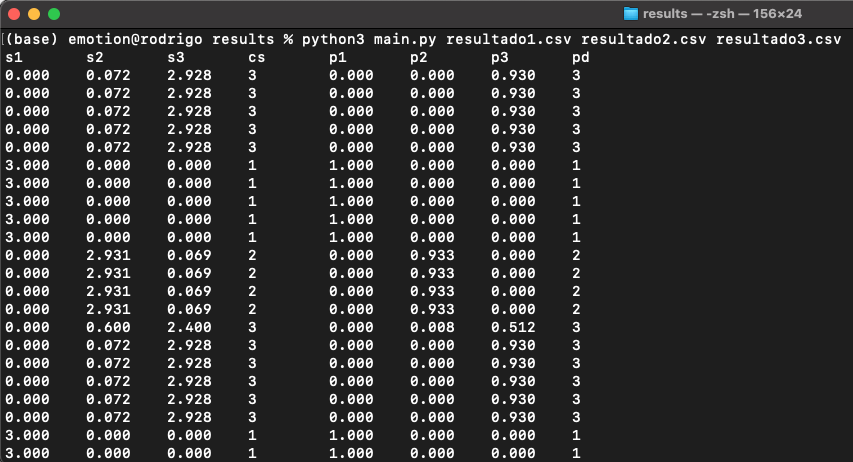 results — -zsh — 156×24
(base) emotion@rodrigo results % python3 main.py resultado1.csv resultado2.csv resultado3.csv
s1 s2 s3 cs p1 p2 p3 pd
0.000 0.072 2.928 3 0.000 0.000 0.930 3
0.000 0.072 2.928 3 0.000 0.000 0.930 3
0.000 0.072 2.928 3 0.000 0.000 0.930 3
0.000 0.072 2.928 3 0.000 0.000 0.930 3
0.000 0.072 2.928 3 0.000 0.000 0.930 3
3.000 0.000 0.000 1 1.000 0.000 0.000 1
3.000 0.000 0.000 1 1.000 0.000 0.000 1
3.000 0.000 0.000 1 1.000 0.000 0.000 1
3.000 0.000 0.000 1 1.000 0.000 0.000 1
3.000 0.000 0.000 1 1.000 0.000 0.000 1
0.000 2.931 0.069 2 0.000 0.933 0.000 2
0.000 2.931 0.069 2 0.000 0.933 0.000 2
0.000 2.931 0.069 2 0.000 0.933 0.000 2
0.000 2.931 0.069 2 0.000 0.933 0.000 2
0.000 0.600 2.400 3 0.000 0.008 0.512 3
0.000 0.072 2.928 3 0.000 0.000 0.930 3
0.000 0.072 2.928 3 0.000 0.000 0.930 3
0.000 0.072 2.928 3 0.000 0.000 0.930 3
0.000 0.072 2.928 3 0.000 0.000 0.930 3
0.000 0.072 2.928 3 0.000 0.000 0.930 3
3.000 0.000 0.000 1 1.000 0.000 0.000 1
3.000 0.000 0.000 1 1.000 0.000 0.000 1